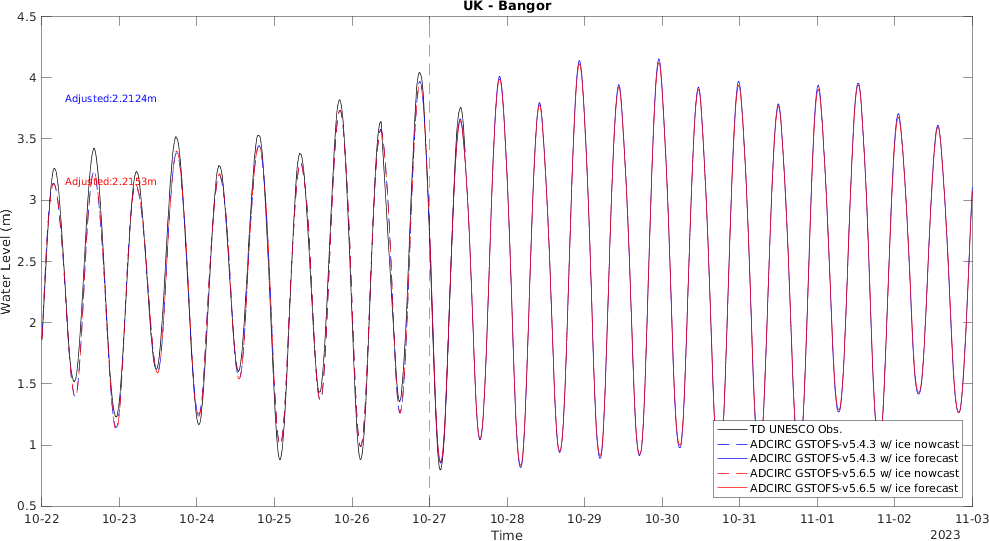 UK - Bangor
4.5
4
3.5
3
2.5
2
1.5
1
0.5
Water Level (m)
Adjusted:2.2124m
Adjusted:2.2153m
TD UNESCO Obs.
ADCIRC GSTOFS-v5.4.3 w/ ice nowcast
ADCIRC GSTOFS-v5.4.3 w/ ice forecast
ADCIRC GSTOFS-v5.6.5 w/ ice nowcast
ADCIRC GSTOFS-v5.6.5 w/ ice forecast
10-22 10-23 10-24 10-25 10-26 10-27 10-28 10-29 10-30 10-31 11-01 11-02 11-03
Time
2023